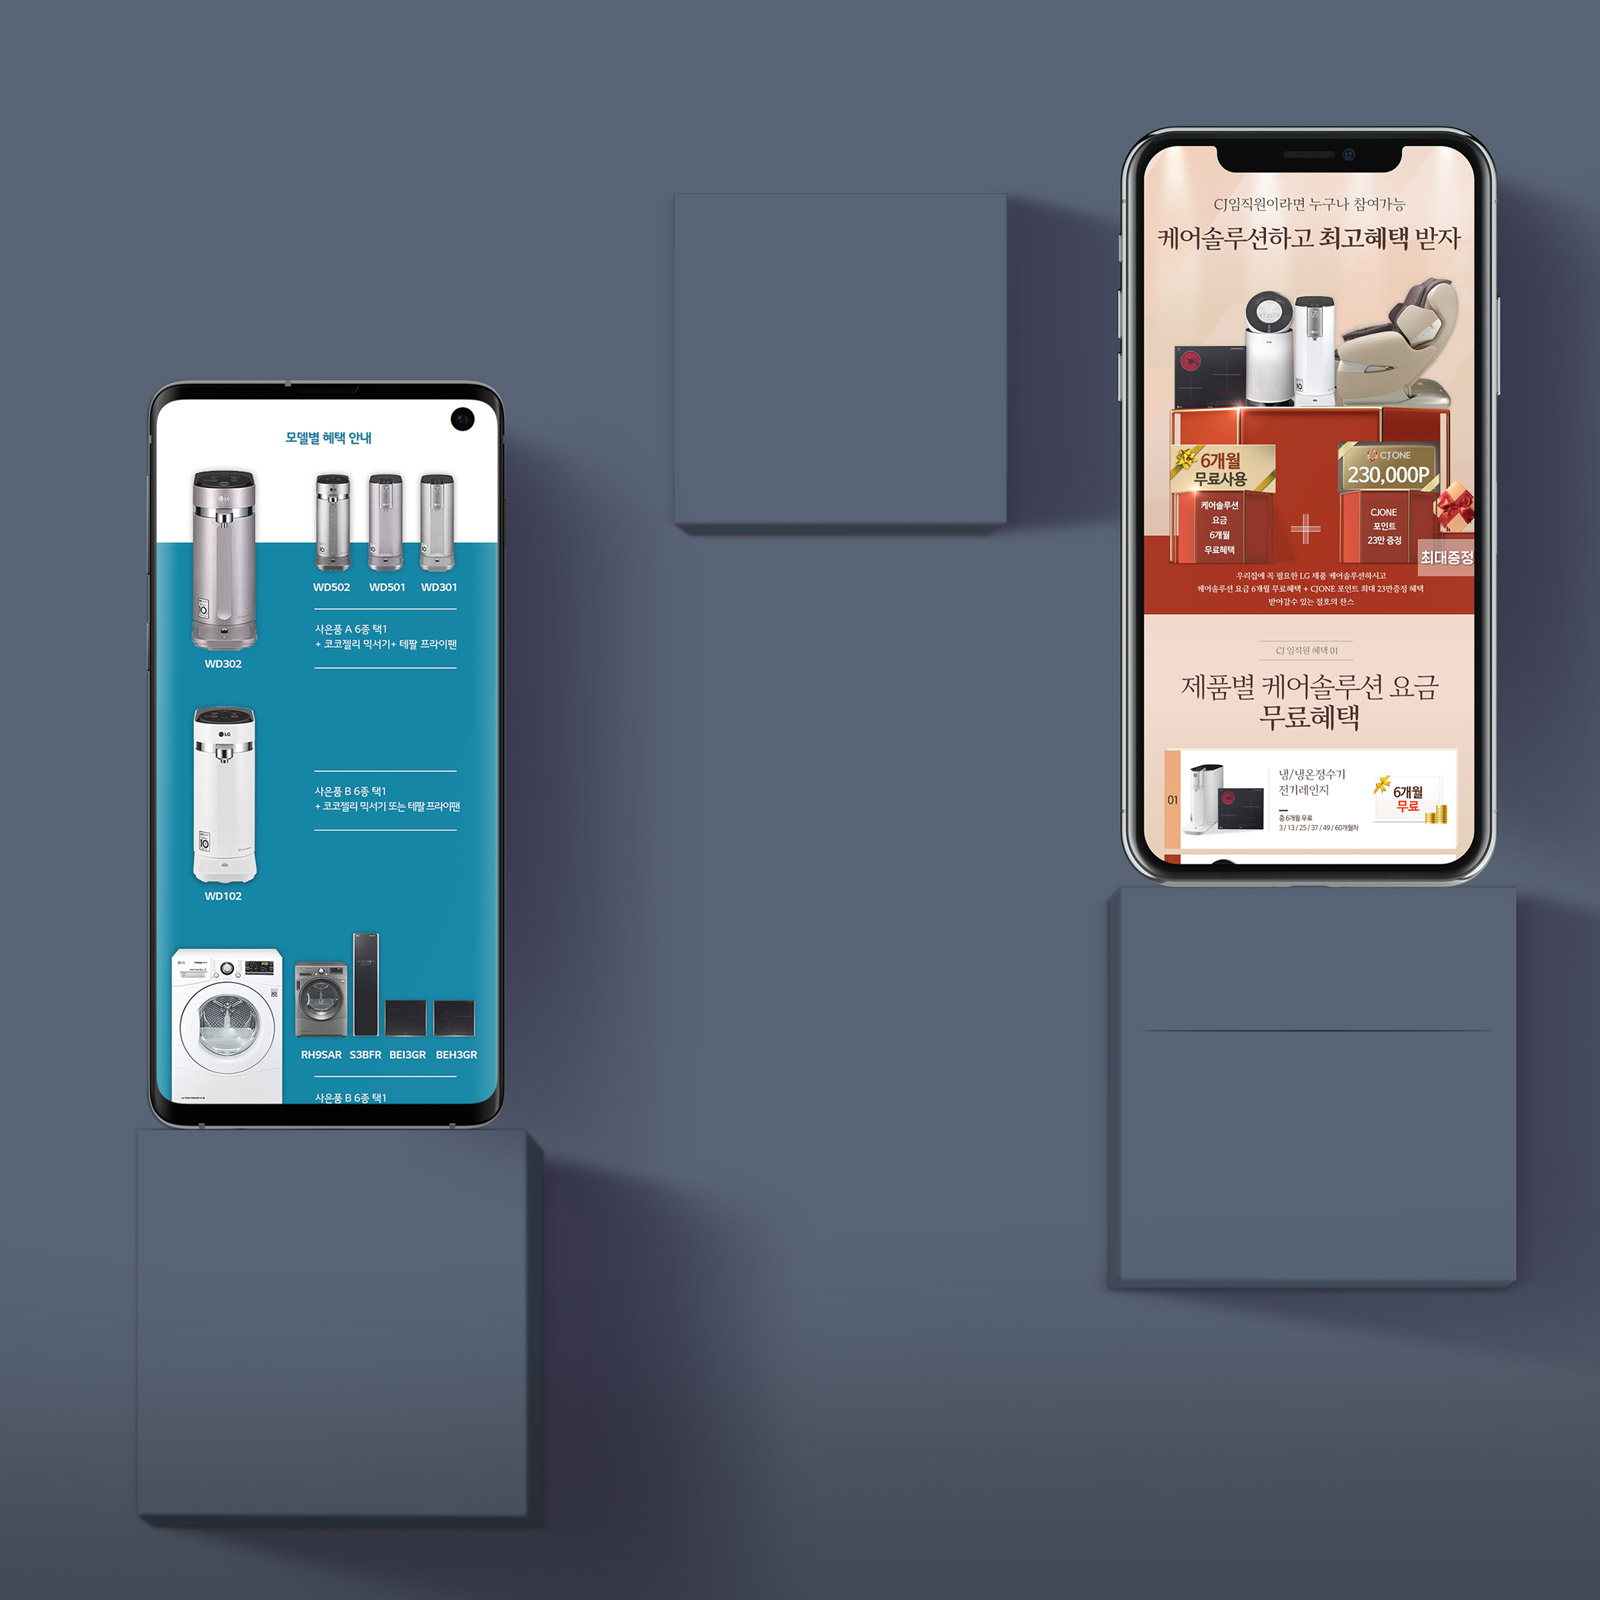 모델별 혜택 안내
WD302
WD502 WD501 WD301
사은품 A 6종 택1
+ 코코젤리 믹서기+ 테팔 프라이팬
LG
WD102
사은품 B 6종 택1
+ 코코젤리 믹서기 또는 테팔 프라이팬
RH9SAR S3BFR BEI3GR BEH3GR
사은품 B 6종 택1
CJ임직원이라면 누구나 참여가능
케어솔루션하고 최고혜택 받자
6개월
무료사용
케어솔루션
요금
6개월
무료혜택
CJ ONE
230,000P
CJONE
포인트
23만 증정
최대증정
우리집에 꼭 필요한 LG 제품 케어솔루션하시고
케어솔루션 요금 6개월 무료혜택 + CJONE 포인트 최대 23만증정 혜택
받아갈수 있는 절호의 찬스
CJ 임직원 혜택 01
제품별 케어솔루션 요금
무료혜택
01
냉/냉온정수기
전기레인지
총 6개월 무료
3 / 13 / 25 / 37 / 49 / 60개월차
6개월
무료